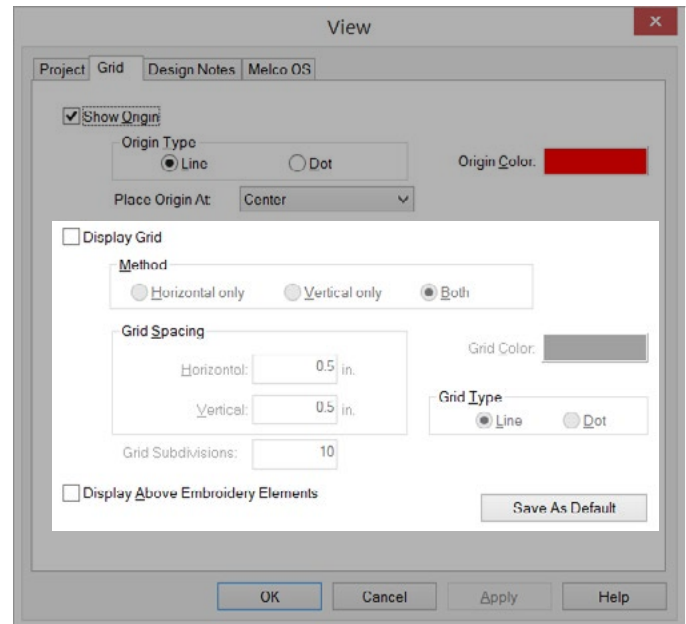 View
x
Project Grid Design Notes Melco OS
Show Origin
Origin Type
Line Dot Origin Color:
Place Origin At: Center
Display Grid
Method
Horizontal only Vertical only Both
Grid Spacing
Grid Color:
Horizontal: 0.5 in.
Grid Type
Vertical: 0.5 in.
Line Dot
Grid Subdivisions: 10
Display Above Embroidery Elements
Save As Default
OK Cancel Apply Help